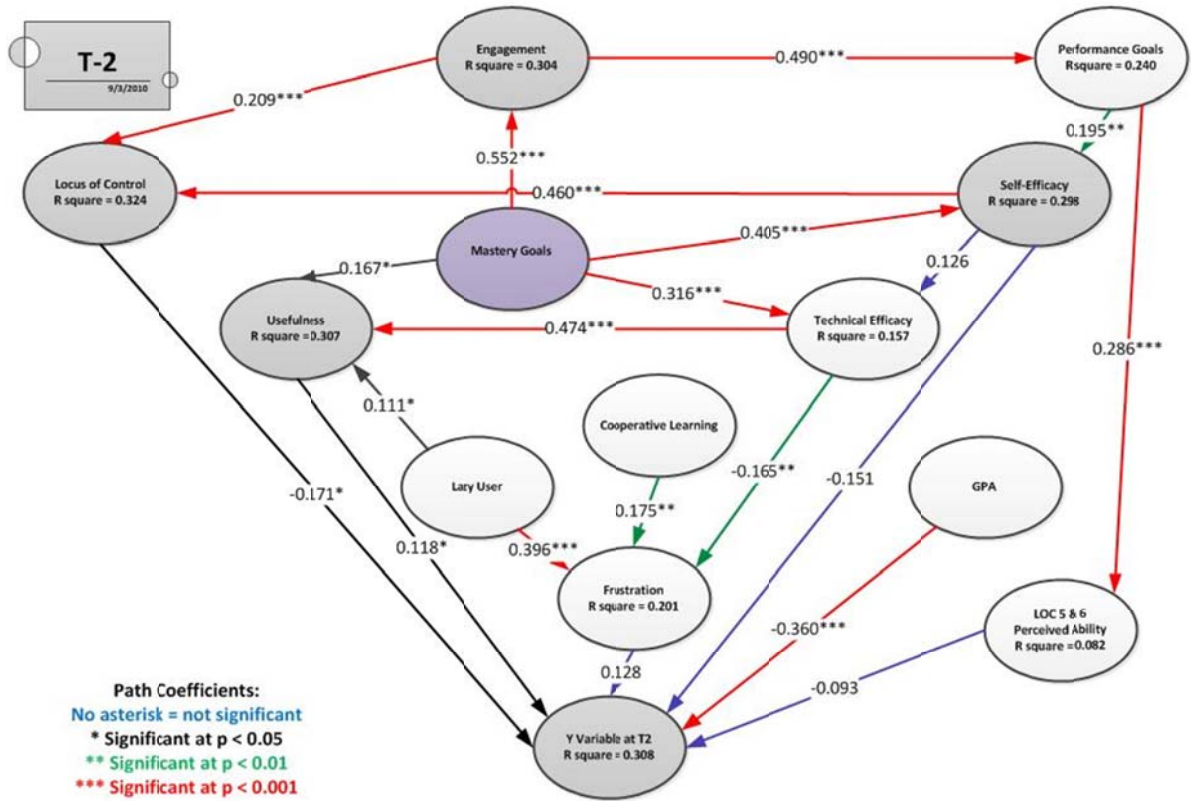 T-2
9/3/2010
Engagement
R square = 0.304
0.490***
Performance Goals
Rsquare = 0.240
0.209***
0.195**
0.552***
Locus of Control
R square = 0.324
0.460***
Self-Efficacy
R square = 0.298
0.405***
Mastery Goals
0.167*
0.126
0.316***
Usefulness
R square =0.307
0.474***
Technical Efficacy
R square = 0.157
0.286***
0.111*
Cooperative Learning
-0.165**
-0.151
Lazy User
GPA
-0.171*
0.175**
0.118*
0.396***
Frustration
R square = 0.201
LOC 5 & 6
Perceived Ability
R square =0.082
-0.360***
0.128
-0.093
Path Coefficients:
No asterisk = not significant
* Significant at p < 0.05
** Significant at p < 0.01
*** Significant at p < 0.001
Y Variable at T2
R square = 0.308